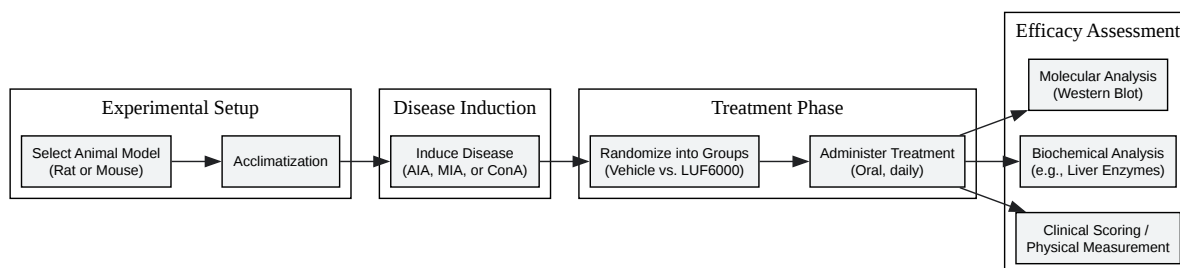 Experimental Setup
Select Animal Model
(Rat or Mouse)
Acclimatization
Disease Induction
Induce Disease
(AIA, MIA, or ConA)
Treatment Phase
Randomize into Groups
(Vehicle vs. LUF6000)
Administer Treatment
(Oral, daily)
Efficacy Assessment
Molecular Analysis
(Western Blot)
Biochemical Analysis
(e.g., Liver Enzymes)
Clinical Scoring /
Physical Measurement